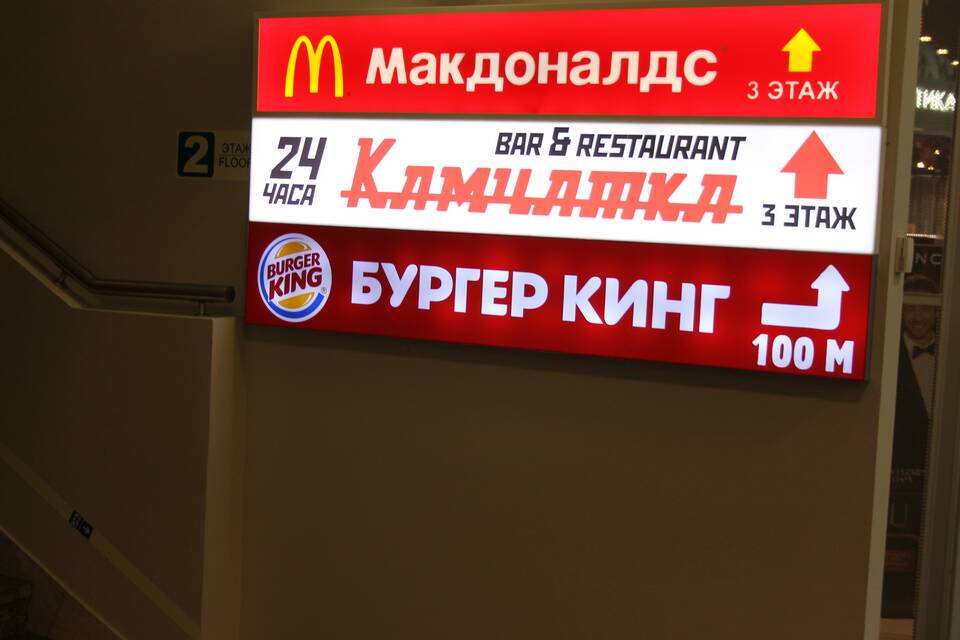 Макдоналдс
3 ЭТАЖ
2
ЭТАЖ
FLOOR
24
ЧАСА
BAR & RESTAURANT
Камчатка
3 ЭТАЖ
BURGER
KING
БУРГЕР КИНГ
100 М